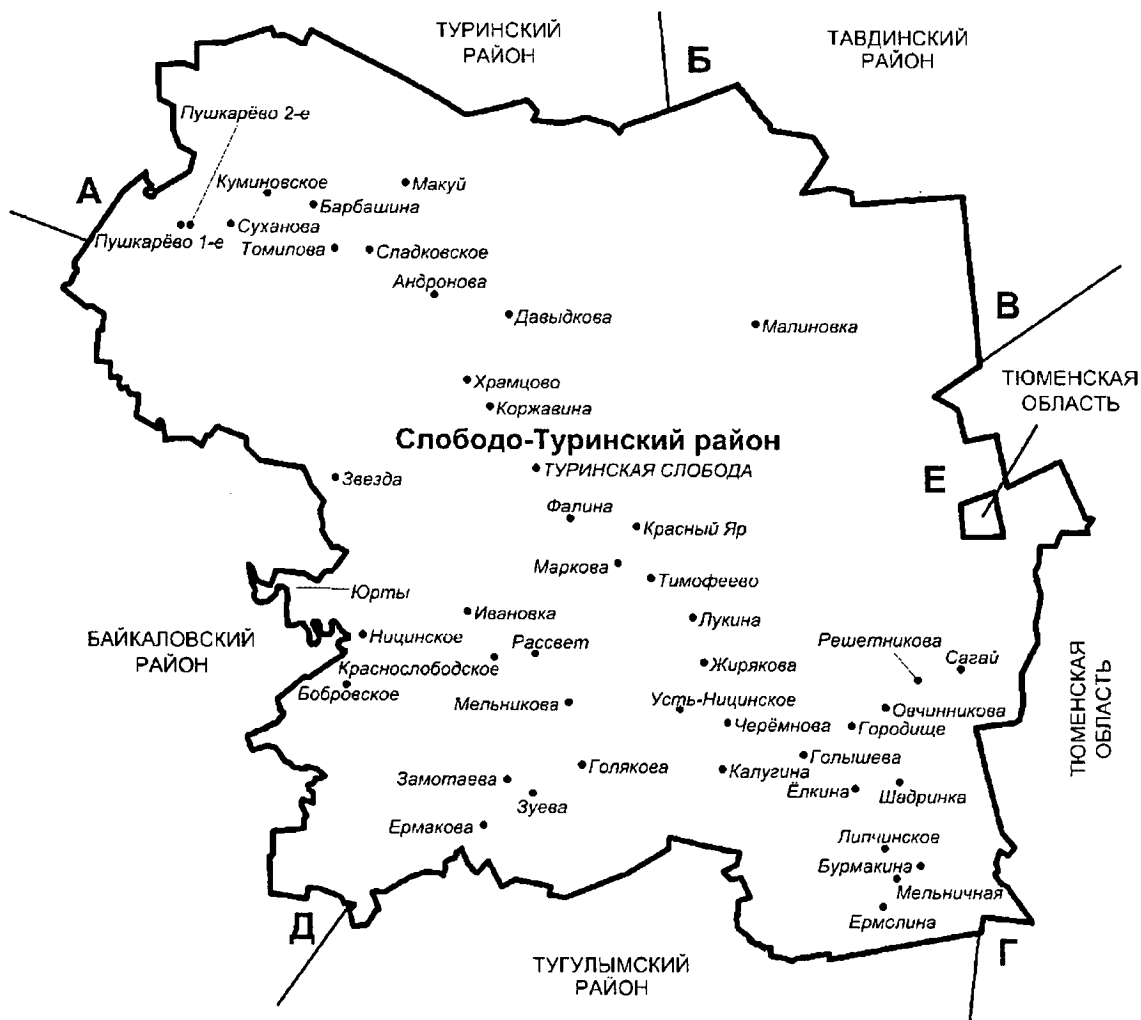 ТУРИНСКИЙ
РАЙОН
Б
ТАВДИНСКИЙ
РАЙОН
Пушкарёво 2-е
А
Куминовское
Макуй
Барбашина
Пушкарёво 1-е
Суханова
Томилова
Сладковское
Андронова
Давыдкова
Малиновка
В
ТЮМЕНСКАЯ
ОБЛАСТЬ
Храмцово
Коржавина
Слободо-Туринский район
Звезда
ТУРИНСКАЯ СЛОБОДА
Е
Фалина
Красный Яр
Маркова
Тимофеево
Юрты
Ивановка
Лукина
БАЙКАЛОВСКИЙ
РАЙОН
Ницинское
Рассвет
Решетникова
Сагай
Краснослободское
Жирякова
Бобровское
Мельникова
Усть-Ницинское
Овчинникова
Черёмнова
Городище
ТЮМЕНСКАЯ
ОБЛАСТЬ
Голякова
Калугина
Голышева
Замотаева
Зуева
Ёлкина
Шадринка
Ермакова
Липчинское
Бурмакина
Мельничная
Ермолина
Д
Г
ТУГУЛЫМСКИЙ
РАЙОН